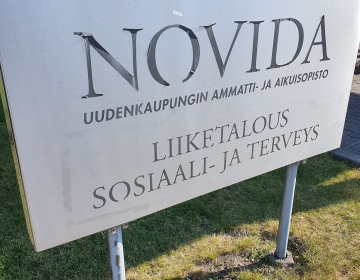 NOVIDA
UUDENKAUPUNGIN AMMATTI- JA AIKUISOPISTO
LIIKETALOUS
SOSIAALI- JA TERVEYS